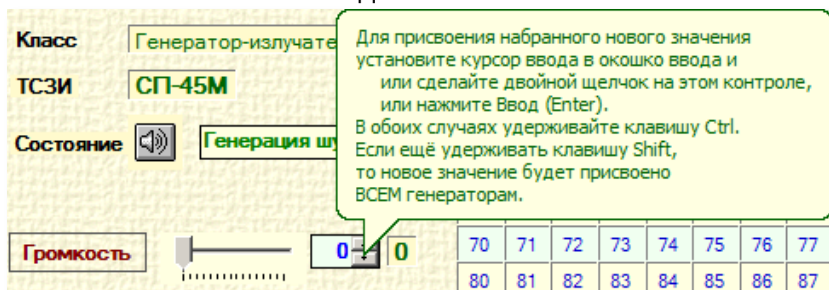 Класс
Генератор-излучате
ТСЗИ
СП-45М
Состояние
Генерация шу
Для присвоения набранного нового значения
установите курсор ввода в окошко ввода и
или сделайте двойной щелчок на этом контроле,
или нажмите Ввод (Enter).
В обоих случаях удерживайте клавишу Ctrl.
Если ещё удерживать клавишу Shift,
то новое значение будет присвоено
ВСЕМ генераторам.
Громкость
0 0
70 71 72 73 74 75 76 77
80 81 82 83 84 85 86 87